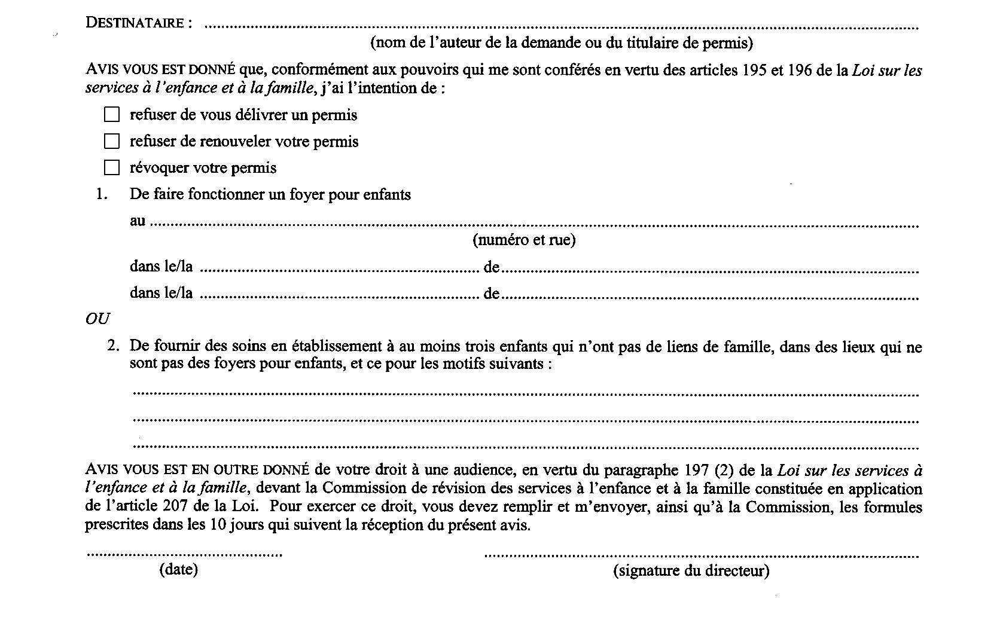 DESTINATAIRE : ................................................................
(nom de l'auteur de la demande ou du titulaire de permis)
AVIS VOUS EST DONNÉ que, conformément aux pouvoirs qui me sont conférés en vertu des articles 195 et 196 de la Loi sur les
services à l'enfance et à la famille, j'ai l'intention de :
☐ refuser de vous délivrer un permis
☐ refuser de renouveler votre permis
☐ révoquer votre permis
1. De faire fonctionner un foyer pour enfants
au ................................................................
(numéro et rue)
dans le/la ................................ de................................
dans le/la ................................ de................................
OU
2. De fournir des soins en établissement à au moins trois enfants qui n'ont pas de liens de famille, dans des lieux qui ne
sont pas des foyers pour enfants, et ce pour les motifs suivants :
................................................................
................................................................
................................................................
AVIS VOUS EST EN OUTRE DONNÉ de votre droit à une audience, en vertu du paragraphe 197 (2) de la Loi sur les services à
l'enfance et à la famille, devant la Commission de révision des services à l'enfance et à la famille constituée en application
de l'article 207 de la Loi. Pour exercer ce droit, vous devez remplir et m'envoyer, ainsi qu'à la Commission, les formules
prescrites dans les 10 jours qui suivent la réception du présent avis.
................................ ................................
(date) (signature du directeur)